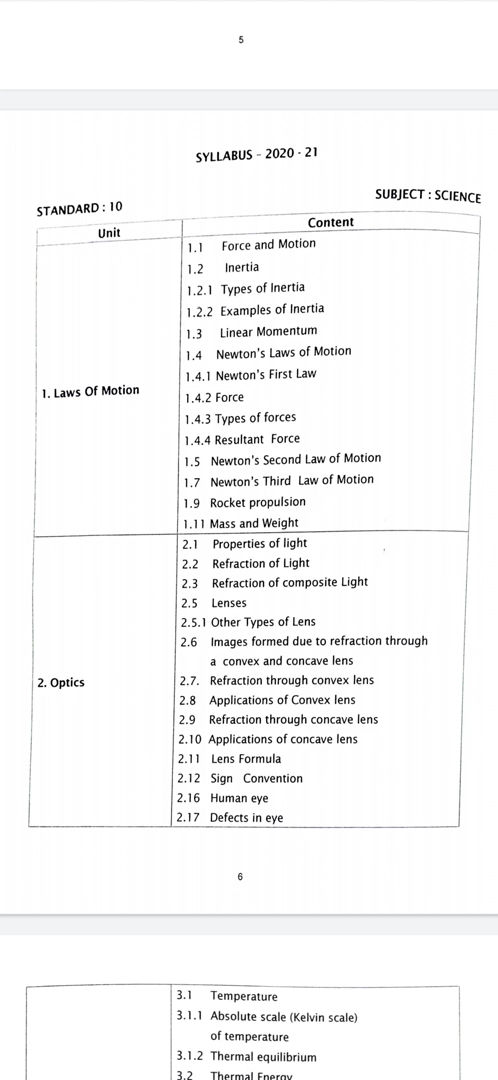 5
SYLLABUS - 2020 - 21
STANDARD : 10
SUBJECT : SCIENCE
Unit
Content
1. Laws Of Motion
1.1 Force and Motion
1.2 Inertia
1.2.1 Types of Inertia
1.2.2 Examples of Inertia
1.3 Linear Momentum
1.4 Newton's Laws of Motion
1.4.1 Newton's First Law
1.4.2 Force
1.4.3 Types of forces
1.4.4 Resultant Force
1.5 Newton's Second Law of Motion
1.7 Newton's Third Law of Motion
1.9 Rocket propulsion
1.11 Mass and Weight
2. Optics
2.1 Properties of light
2.2 Refraction of Light
2.3 Refraction of composite Light
2.5 Lenses
2.5.1 Other Types of Lens
2.6 Images formed due to refraction through
a convex and concave lens
2.7. Refraction through convex lens
2.8 Applications of Convex lens
2.9 Refraction through concave lens
2.10 Applications of concave lens
2.11 Lens Formula
2.12 Sign Convention
2.16 Human eye
2.17 Defects in eye
6
3.1 Temperature
3.1.1 Absolute scale (Kelvin scale)
of temperature
3.1.2 Thermal equilibrium
3.2 Thermal Energy